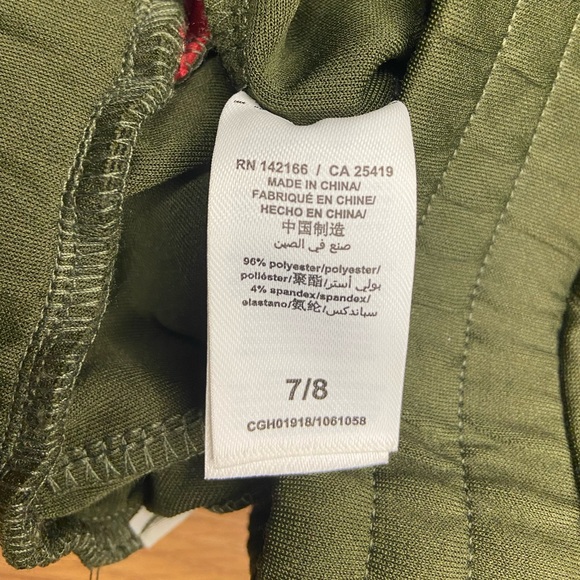 RN 142166 / CA 25419
MADE IN CHINA/
FABRIQUÉ EN CHINE/
HECHO EN CHINA/
中国制造
صنع في الصين
96% polyester/polyester/
poliéster/聚酯/بولي أستر/
4% spandex/spandex/
elastano/氨纶/سباندكس/
7/8
CGH01918/1061058